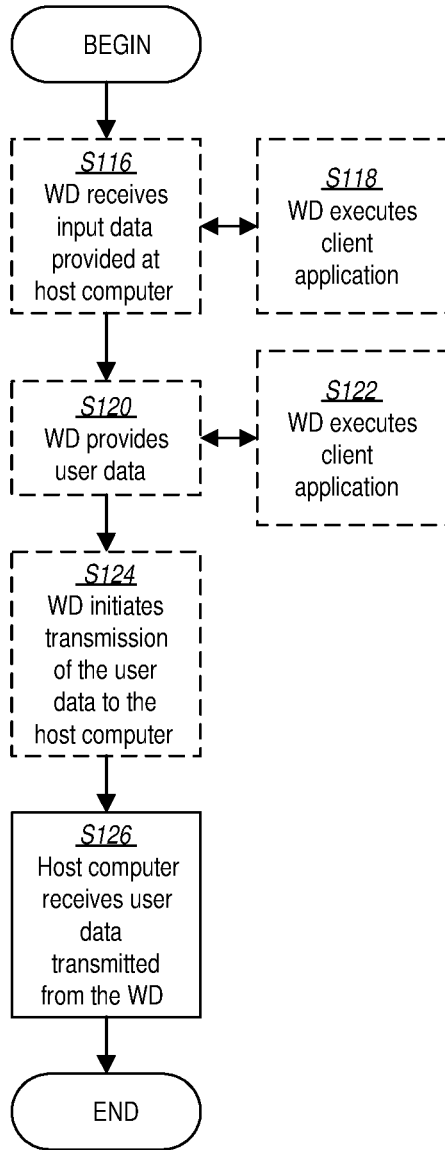 BEGIN
S116
WD receives
input data
provided at
host computer
S118
WD executes
client
application
S120
WD provides
user data
S122
WD executes
client
application
S124
WD initiates
transmission
of the user
data to the
host computer
S126
Host computer
receives user
data
transmitted
from the WD
END